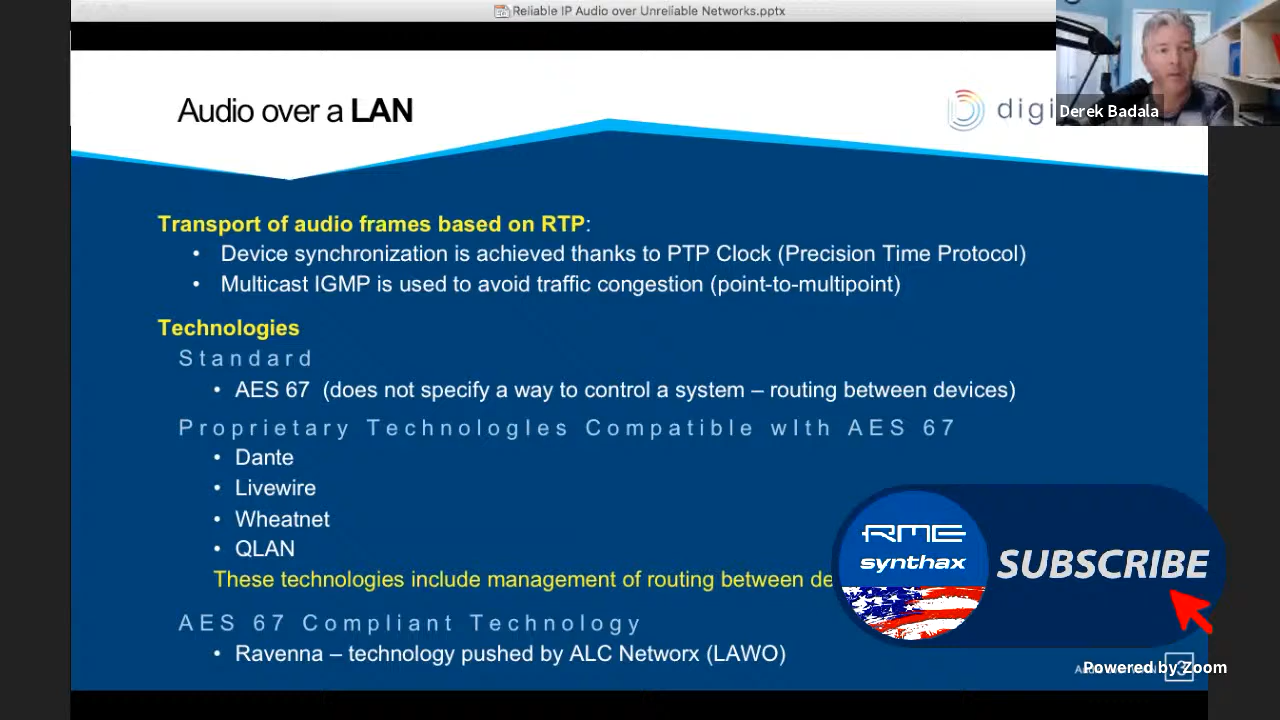 Reliable IP Audio over Unreliable Networks.pptx
Audio over a LAN
digi
Derek Badala
Transport of audio frames based on RTP:
• Device synchronization is achieved thanks to PTP Clock (Precision Time Protocol)
• Multicast IGMP is used to avoid traffic congestion (point-to-multipoint)
Technologies
Standard
• AES 67 (does not specify a way to control a system – routing between devices)
Proprietary TechnologIes Compatible wIth AES 67
• Dante
• Livewire
• Wheatnet
• QLAN
These technologies include management of routing between de
RME
synthax
SUBSCRIBE
AES 67 Compliant Technology
• Ravenna – technology pushed by ALC Networx (LAWO)
Powered by Zoom
3